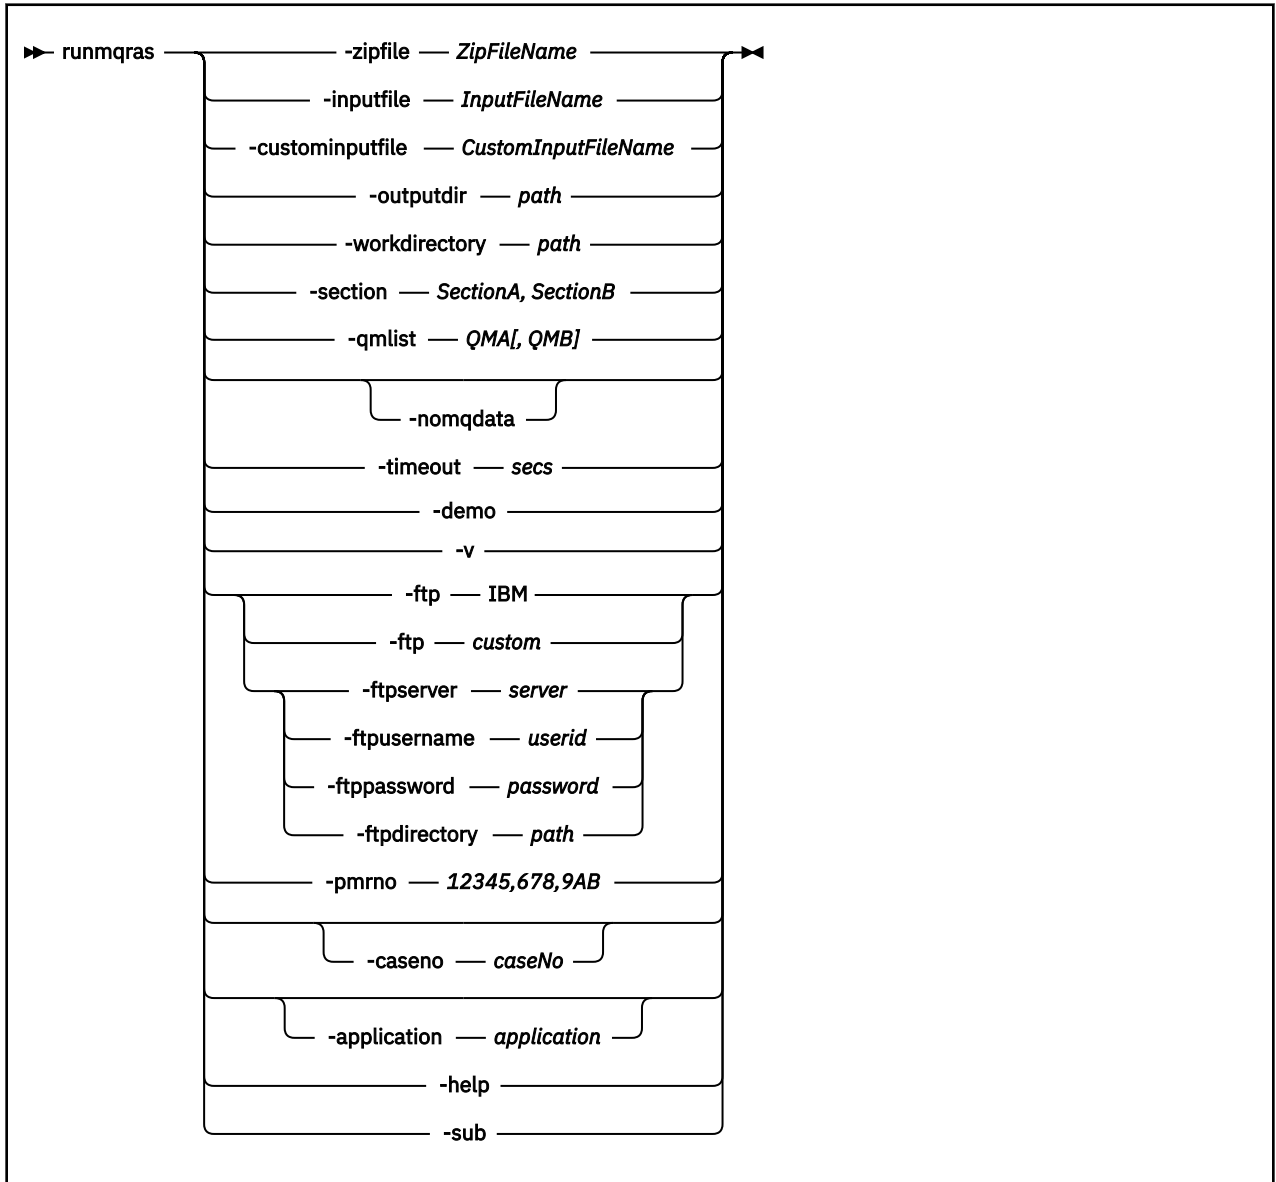 runmqras -zipfile ZipFileName
-inputfile InputFileName
-custominputfile CustomInputFileName
-outputdir path
-workdirectory path
-section SectionA, SectionB
-qmlist QMA[, QMB]
-nomqdata
-timeout secs
-demo
-v
-ftp IBM
-ftp custom
-ftpserver server
-ftpusername userid
-ftppassword password
-ftpdirectory path
-pmrno 12345,678,9AB
-caseno caseNo
-application application
-help
-sub